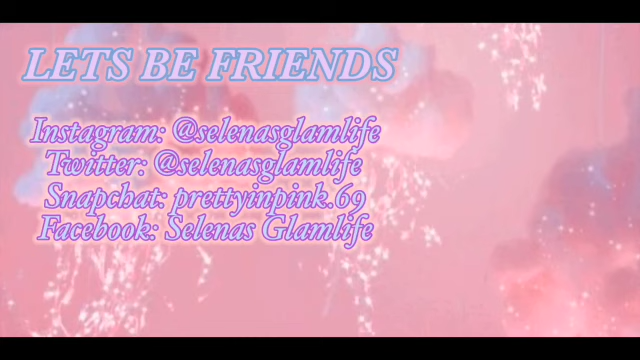 LETS BE FRIENDS
Instagram: @selenasglamlife
Twitter: @selenasglamlife
Snapchat: prettyinpink.69
Facebook: Selenas Glamlife